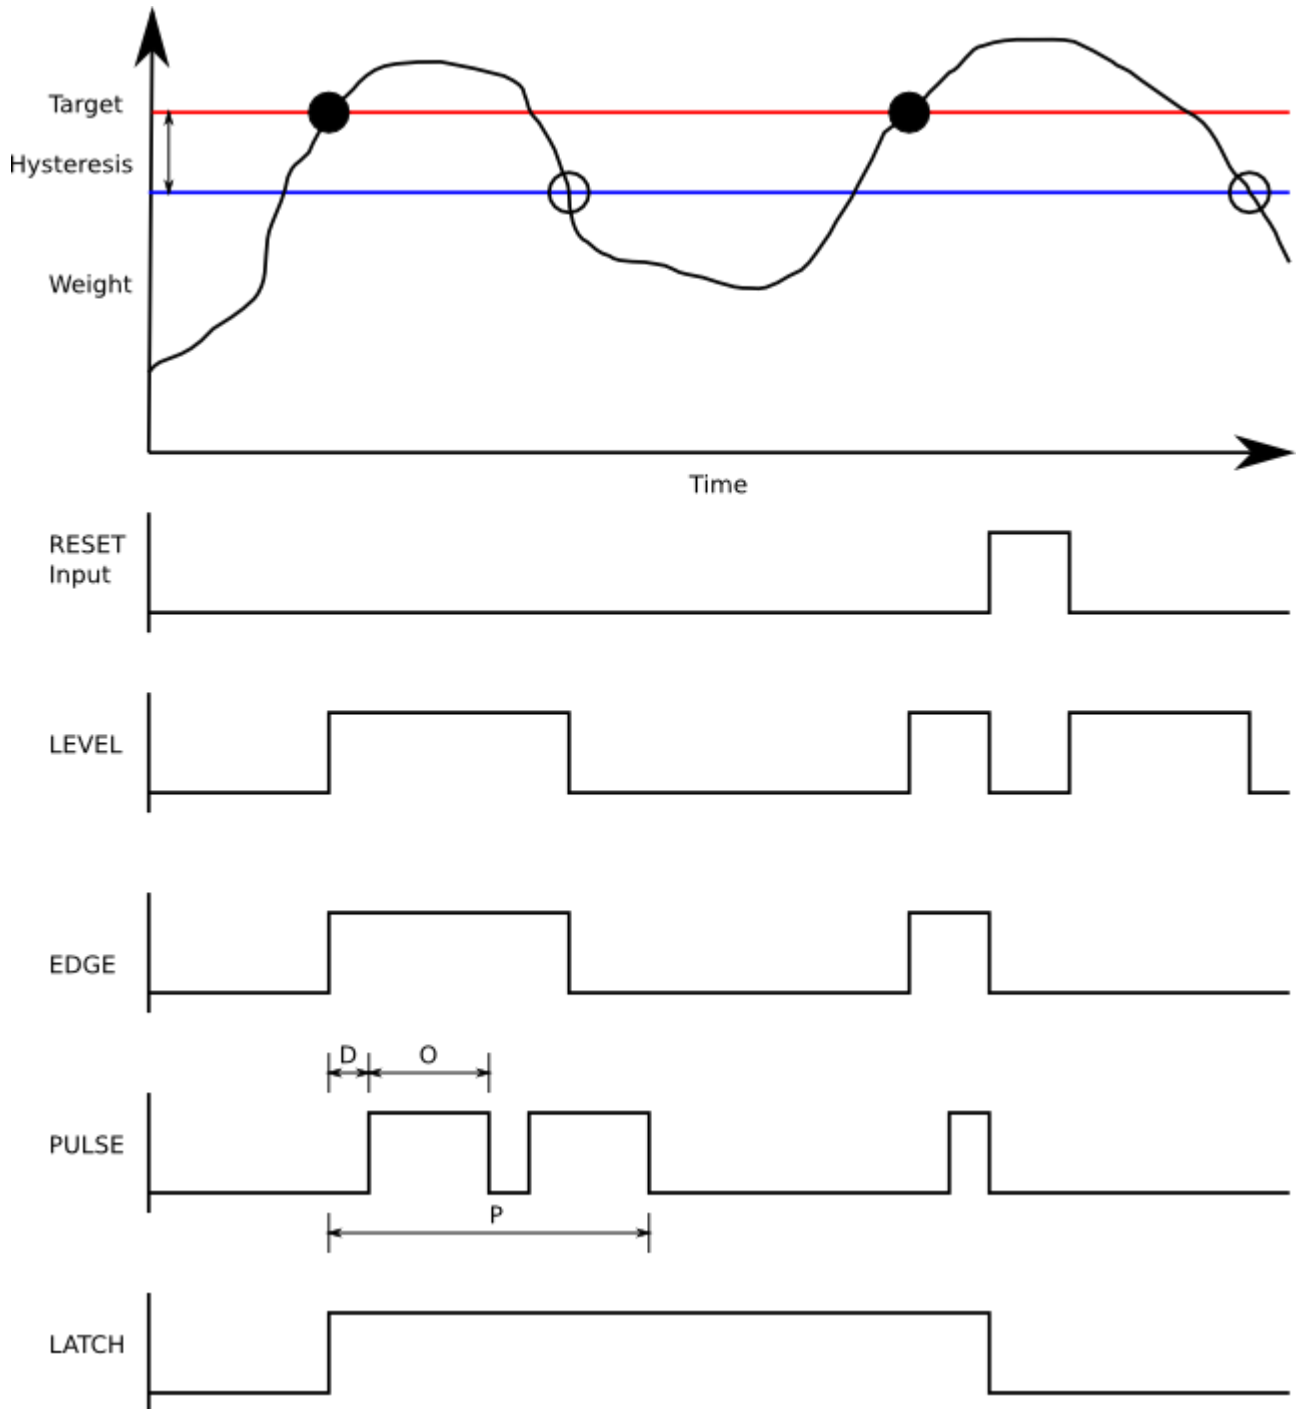 Target
Hysteresis
Weight
Time
RESET
Input
LEVEL
EDGE
D
O
PULSE
P
LATCH